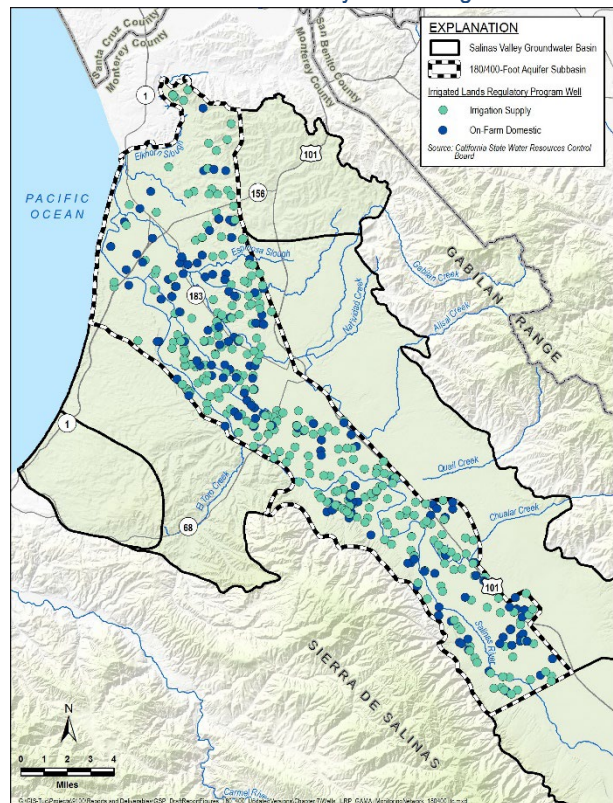 Santa Cruz County
Monterey County
San Benito County
Monterey County
EXPLANATION
Salinas Valley Groundwater Basin
180/400-Foot Aquifer Subbasin
Irrigated Lands Regulatory Program Well
Irrigation Supply
On-Farm Domestic
Source: California State Water Resources Control
Board
1
101
Elkhorn Slough
156
PACIFIC
OCEAN
Espinosa Slough
183
Gabilan Creek
GABILAN RANGE
Natividad Creek
Alisal Creek
1
El Toro Creek
Quail Creek
Chualar Creek
68
101
Salinas River
SIERRA DE SALINAS
N
0 1 2 3 4
Miles
Carmel River